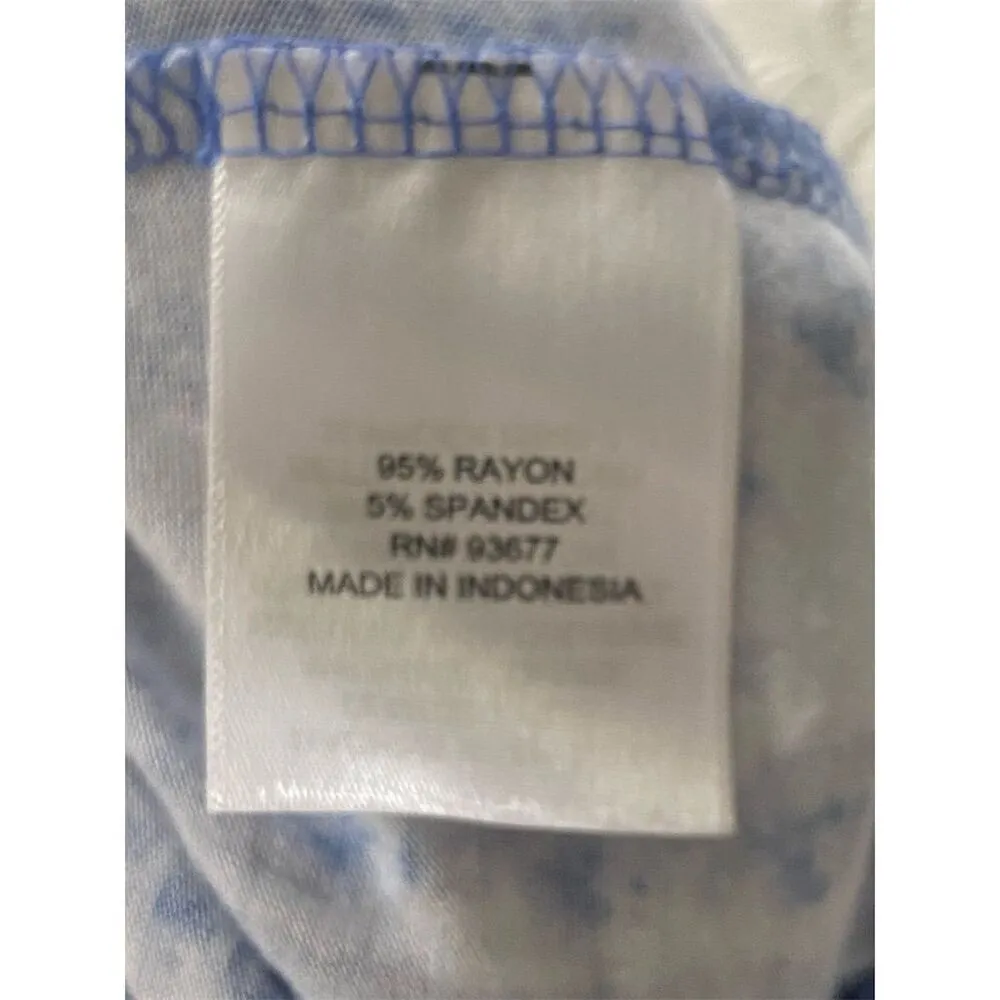 95% RAYON
5% SPANDEX
RN# 93677
MADE IN INDONESIA